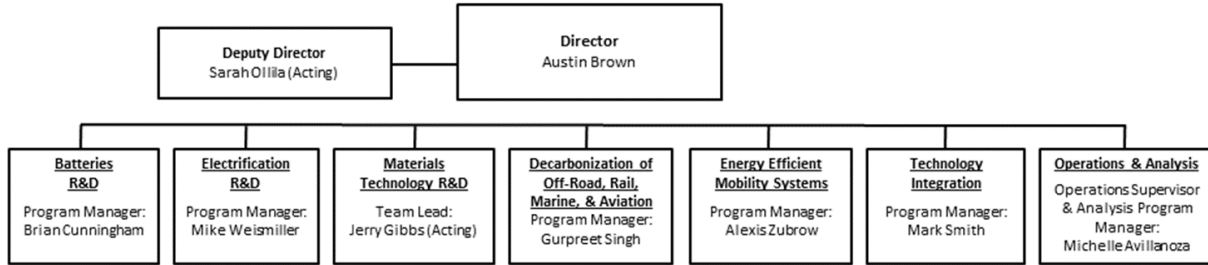 Deputy Director
Sarah Ollila (Acting)
Director
Austin Brown
Batteries
R&D
Program Manager:
Brian Cunningham
Electrification
R&D
Program Manager:
Mike Weismiller
Materials
Technology R&D
Team Lead:
Jerry Gibbs (Acting)
Decarbonization of
Off-Road, Rail,
Marine, & Aviation
Program Manager:
Gurpreet Singh
Energy Efficient
Mobility Systems
Program Manager:
Alexis Zubrow
Technology
Integration
Program Manager:
Mark Smith
Operations & Analysis
Operations Supervisor
& Analysis Program
Manager:
Michelle Avillanoza